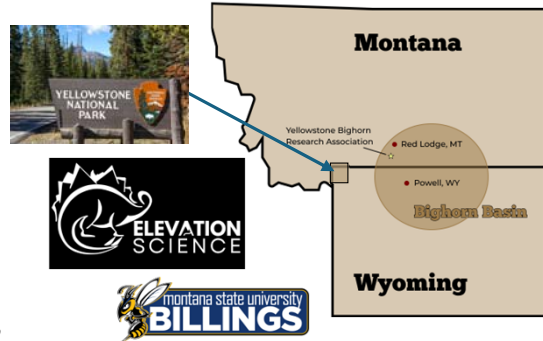 YELLOWSTONE
NATIONAL
PARK
ELEVATION
SCIENCE
montana state university
BILLINGS
Montana
Yellowstone Bighorn
Research Association
Red Lodge, MT
Powell, WY
Bighorn Basin
Wyoming